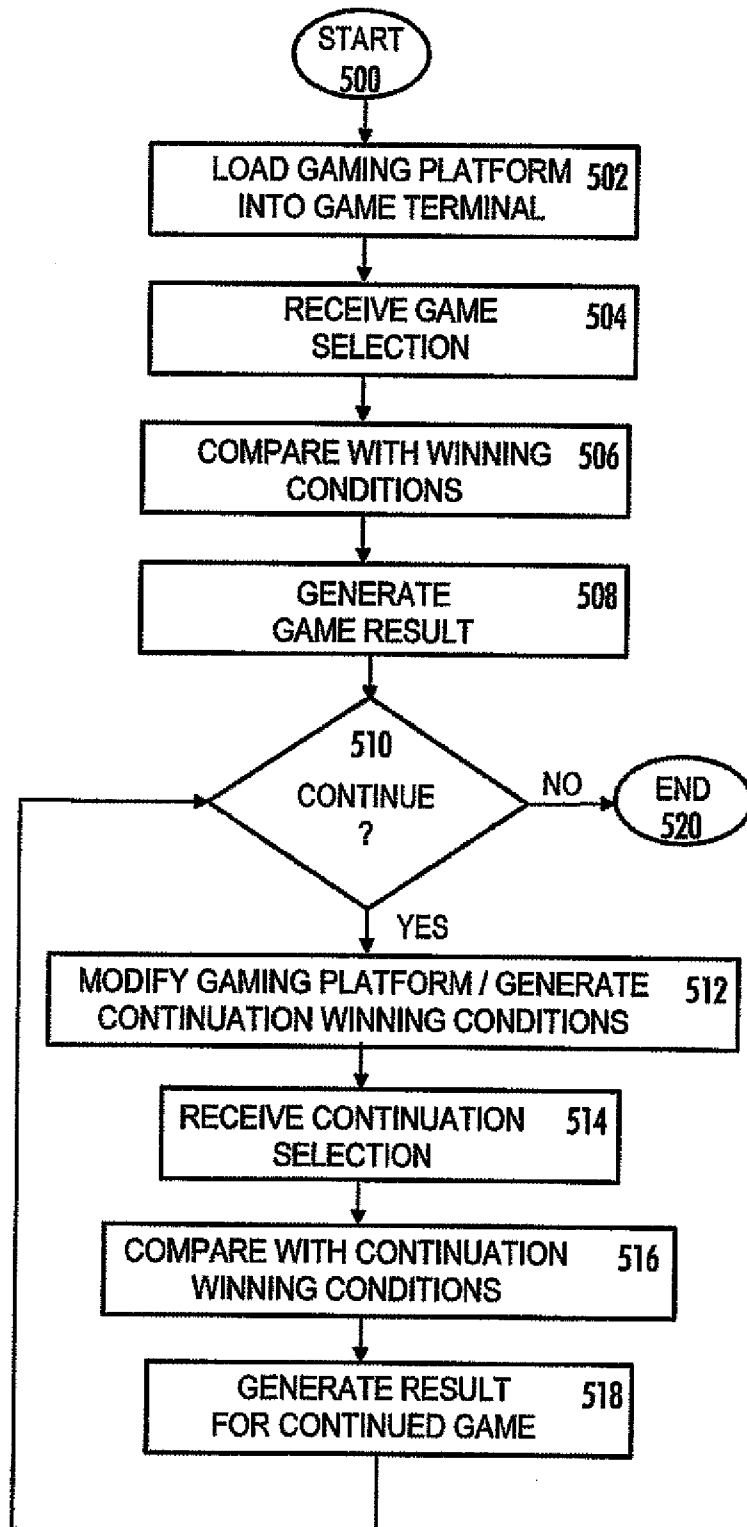 START
500
LOAD GAMING PLATFORM 502
INTO GAME TERMINAL
RECEIVE GAME 504
SELECTION
COMPARE WITH WINNING 506
CONDITIONS
GENERATE 508
GAME RESULT
510
CONTINUE
?
NO
END
520
YES
MODIFY GAMING PLATFORM / GENERATE 512
CONTINUATION WINNING CONDITIONS
RECEIVE CONTINUATION 514
SELECTION
COMPARE WITH CONTINUATION 516
WINNING CONDITIONS
GENERATE RESULT 518
FOR CONTINUED GAME